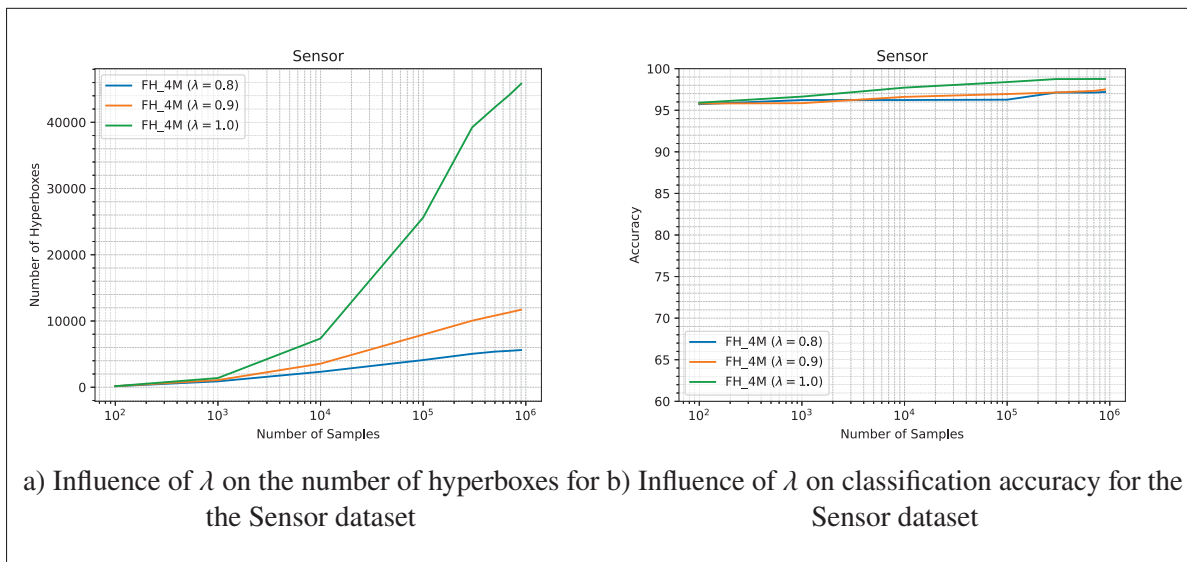 Sensor
FH_4M (λ = 0.8)
FH_4M (λ = 0.9)
FH_4M (λ = 1.0)
Number of Hyperboxes
40000
30000
20000
10000
0
10² 10³ 10⁴ 10⁵ 10⁶
Number of Samples
a) Influence of λ on the number of hyperboxes for
the Sensor dataset
Sensor
Accuracy
100
95
90
85
80
75
70
65
60
FH_4M (λ = 0.8)
FH_4M (λ = 0.9)
FH_4M (λ = 1.0)
10² 10³ 10⁴ 10⁵ 10⁶
Number of Samples
b) Influence of λ on classification accuracy for the
Sensor dataset